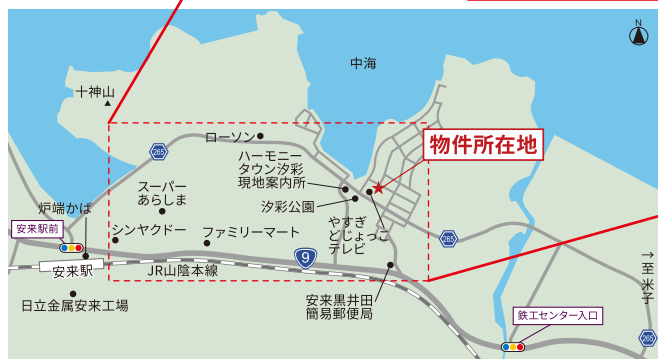 N
中海
十神山
ローソン
物件所在地
265
ハーモニー
タウン汐彩
現地案内所
スーパー
あらしま
汐彩公園
炉端かば
やすぎ
どじょっこ
テレビ
安来駅前
シンヤクドー
ファミリーマート
265
9
→至米子
安来駅
JR山陰本線
日立金属安来工場
安来黒井田
簡易郵便局
鉄工センター入口
265